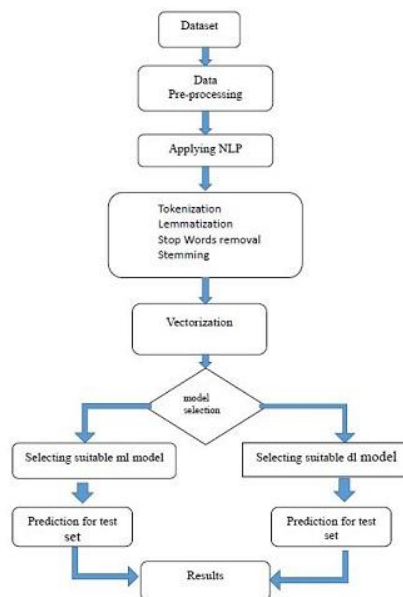 Dataset
Data
Pre-processing
Applying NLP
Tokenization
Lemmatization
Stop Words removal
Stemming
Vectorization
model
selection
Selecting suitable ml model
Selecting suitable dl model
Prediction for test
set
Prediction for test
set
Results